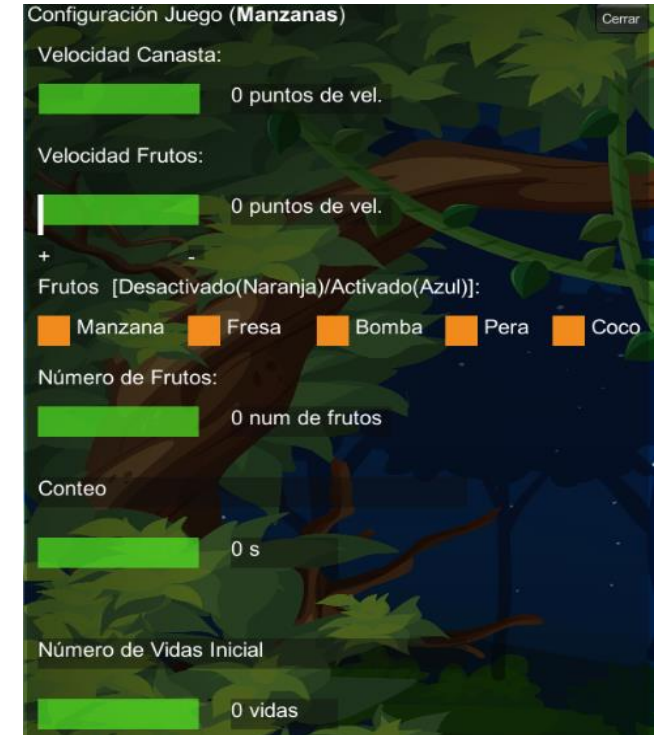 Configuración Juego (Manzanas)
Cerrar
Velocidad Canasta:
0 puntos de vel.
Velocidad Frutos:
0 puntos de vel.
+ -
Frutos [Desactivado(Naranja)/Activado(Azul)]:
Manzana Fresa Bomba Pera Coco
Número de Frutos:
0 num de frutos
Conteo
0 s
Número de Vidas Inicial
0 vidas